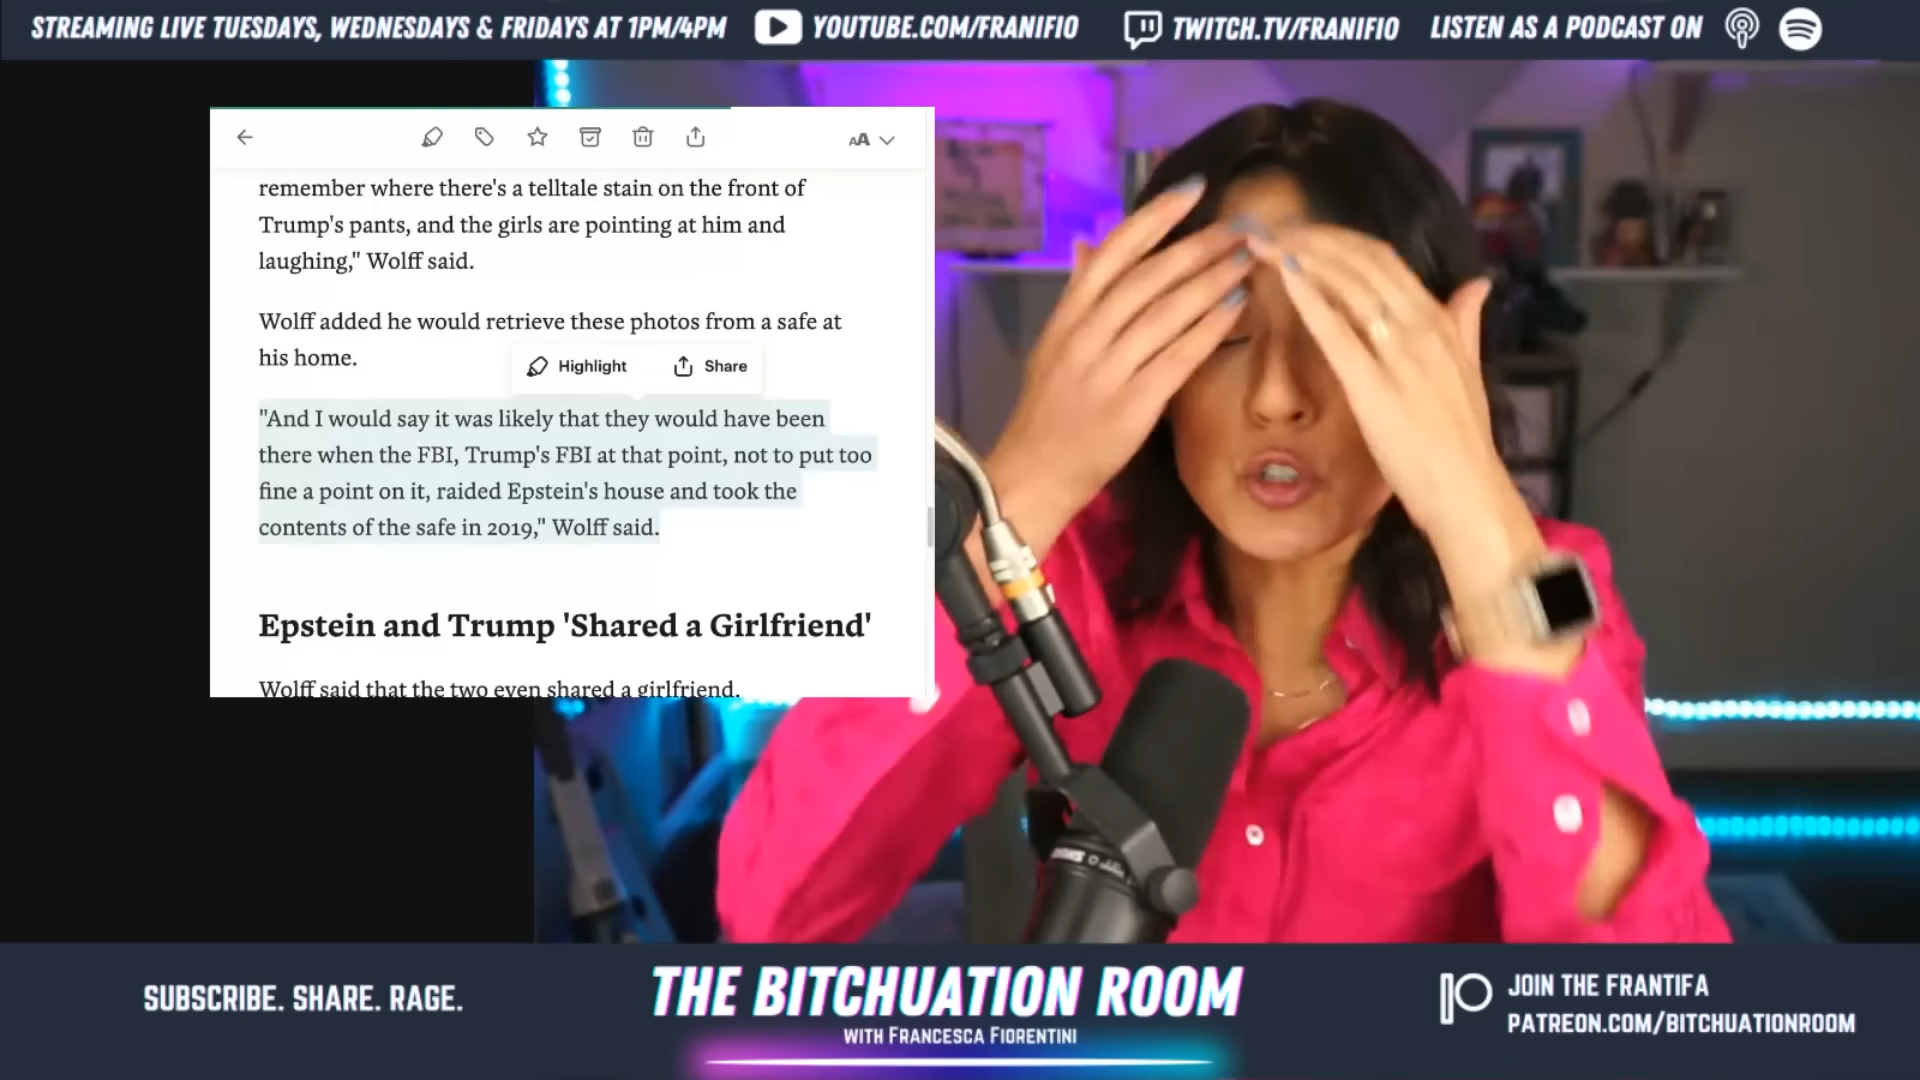 STREAMING LIVE TUESDAYS, WEDNESDAYS & FRIDAYS AT 1PM/4PM
YOUTUBE.COM/FRANIFIO
TWITCH.TV/FRANIFIO
LISTEN AS A PODCAST ON
AA
remember where there's a telltale stain on the front of
Trump's pants, and the girls are pointing at him and
laughing," Wolff said.
Wolff added he would retrieve these photos from a safe at
his home.
Highlight
Share
"And I would say it was likely that they would have been
there when the FBI, Trump's FBI at that point, not to put too
fine a point on it, raided Epstein's house and took the
contents of the safe in 2019," Wolff said.
Epstein and Trump 'Shared a Girlfriend'
Wolff said that the two even shared a girlfriend.
SUBSCRIBE. SHARE. RAGE.
THE BITCHUATION ROOM
WITH FRANCESCA FIORENTINI
JOIN THE FRANTIFA
PATREON.COM/BITCHUATIONROOM